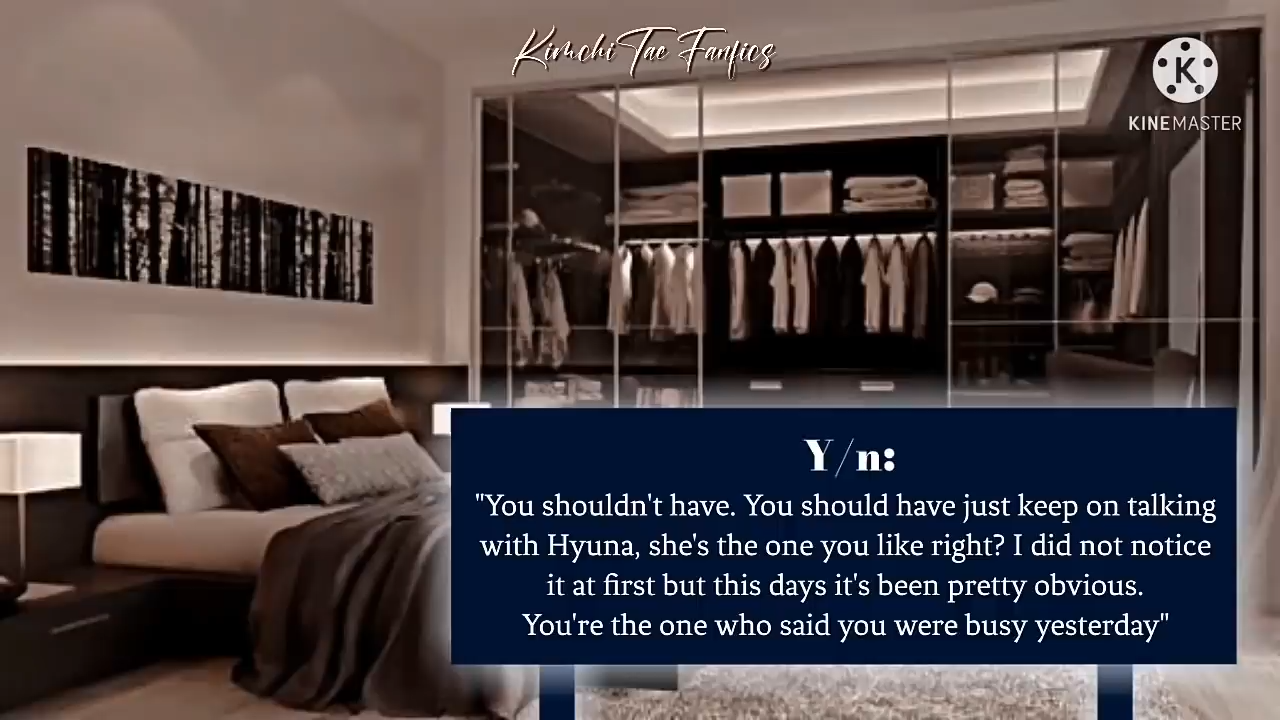 Kimchi Tae Fanfics
K
KINEMASTER
Y/n:
"You shouldn't have. You should have just keep on talking
with Hyuna, she's the one you like right? I did not notice
it at first but this days it's been pretty obvious.
You're the one who said you were busy yesterday"